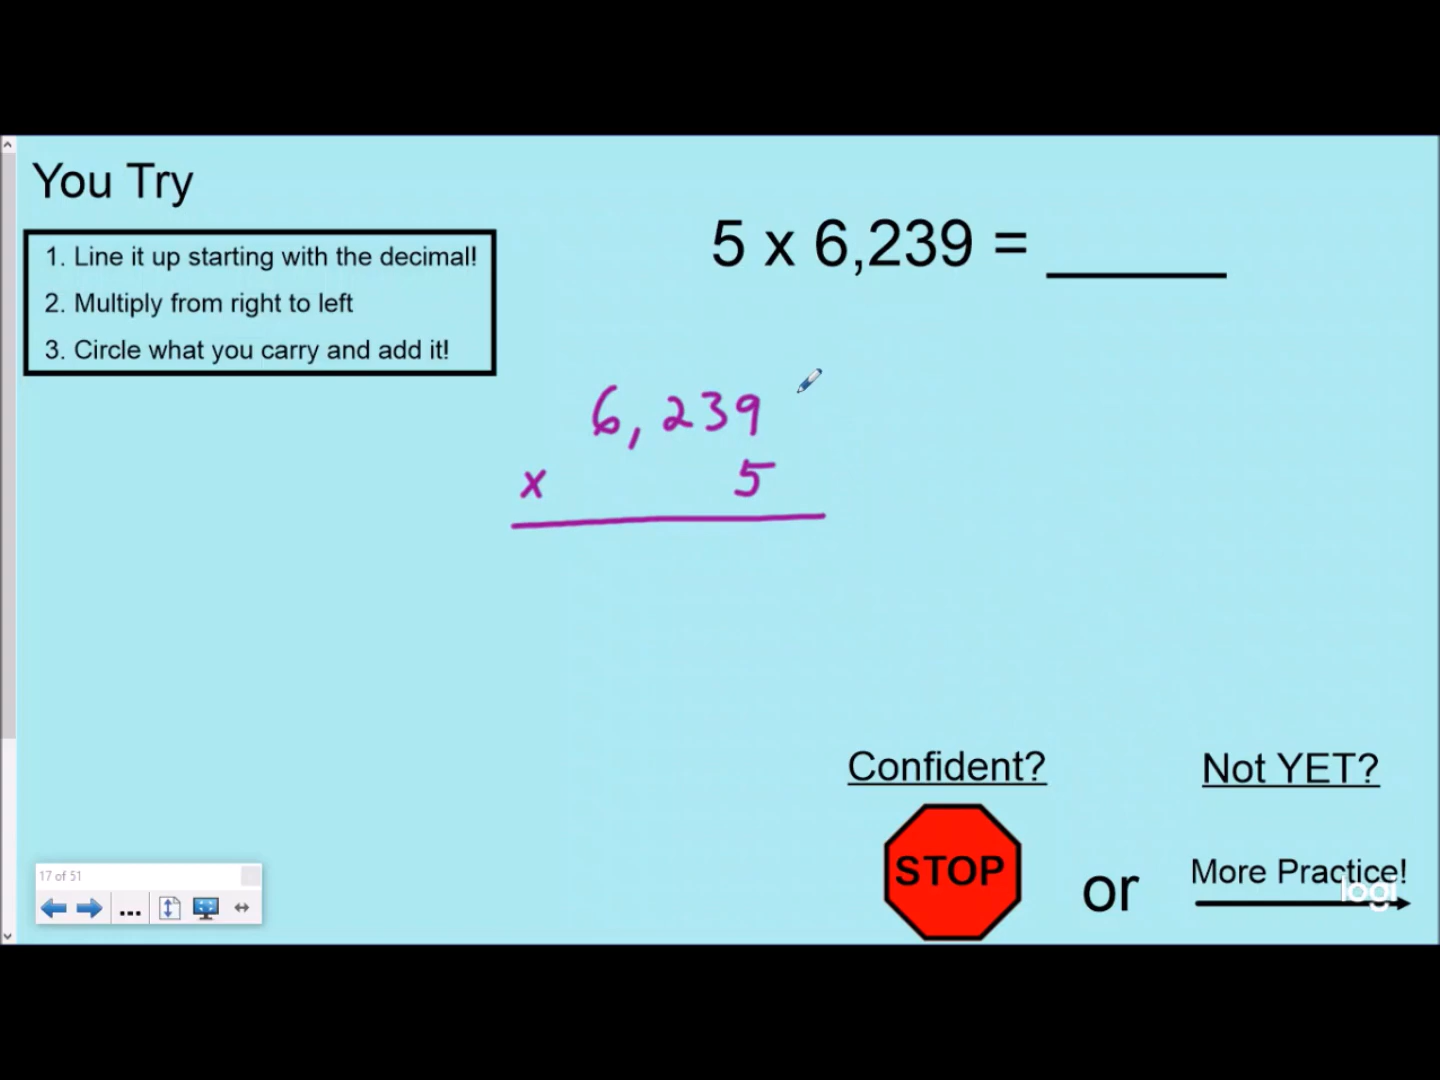 You Try
1. Line it up starting with the decimal!
2. Multiply from right to left
3. Circle what you carry and add it!
5 x 6,239 = ______
6,239
x 5
Confident?
STOP
or
Not YET?
More Practice!
logi
17 of 51
...